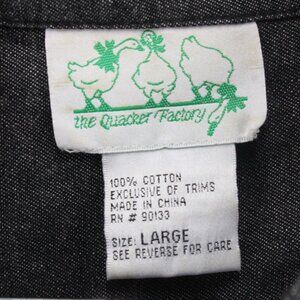 the Quacker Factory
100% COTTON
EXCLUSIVE OF TRIMS
MADE IN CHINA
RN # 90133
SIZE: LARGE
SEE REVERSE FOR CARE